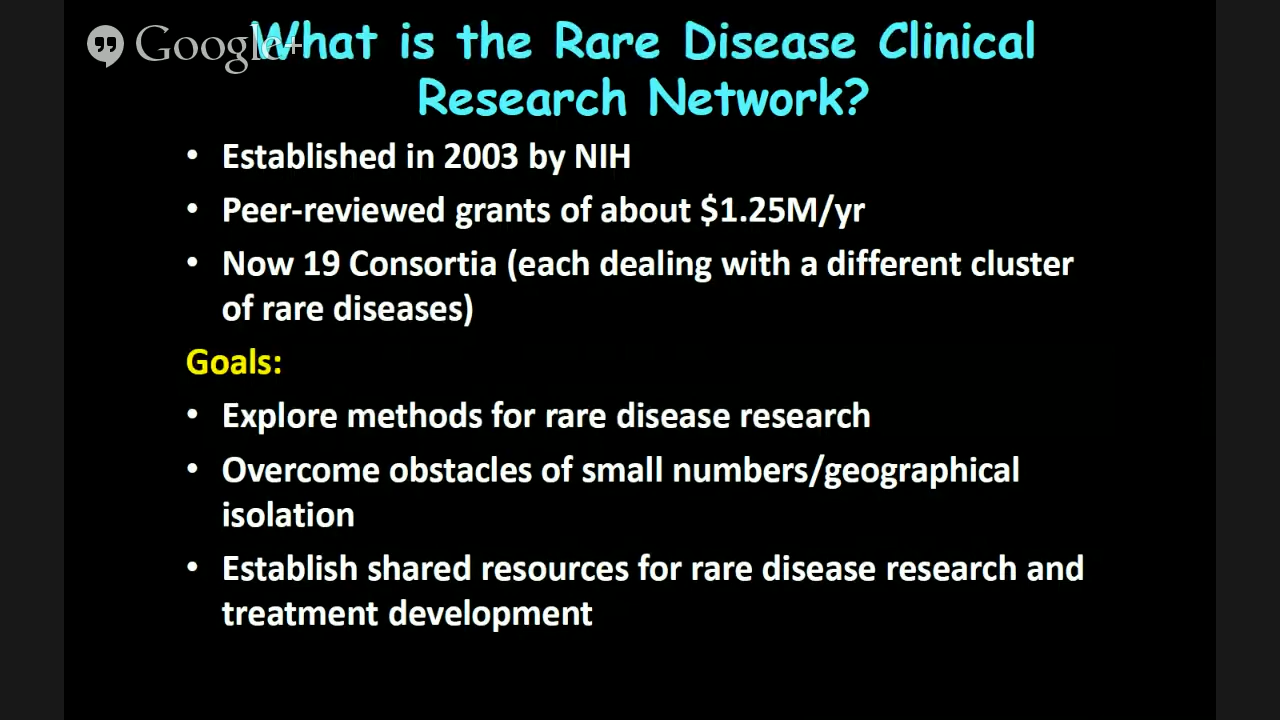 Google+
What is the Rare Disease Clinical
Research Network?
• Established in 2003 by NIH
• Peer-reviewed grants of about $1.25M/yr
• Now 19 Consortia (each dealing with a different cluster
of rare diseases)
Goals:
• Explore methods for rare disease research
• Overcome obstacles of small numbers/geographical
isolation
• Establish shared resources for rare disease research and
treatment development